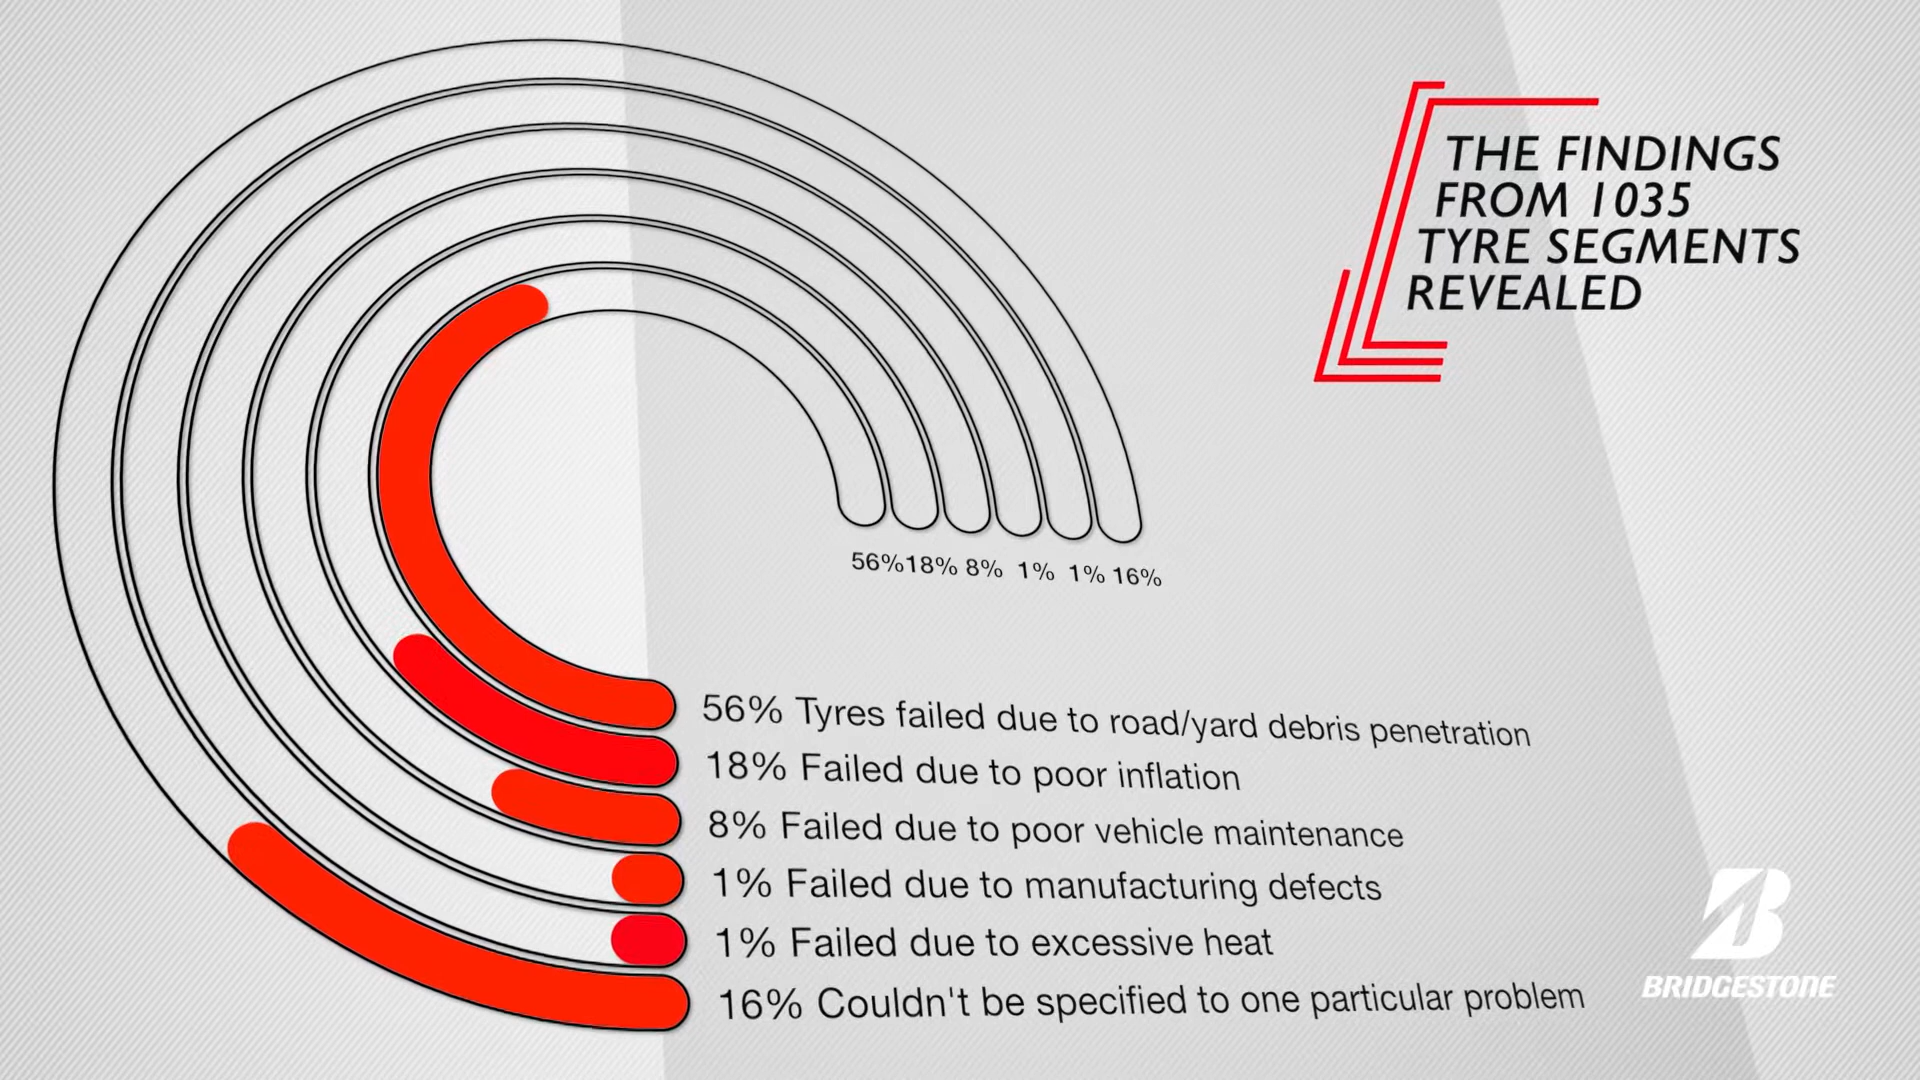 THE FINDINGS
FROM 1035
TYRE SEGMENTS
REVEALED
56% 18% 8% 1% 1% 16%
56% Tyres failed due to road/yard debris penetration
18% Failed due to poor inflation
8% Failed due to poor vehicle maintenance
1% Failed due to manufacturing defects
1% Failed due to excessive heat
16% Couldn't be specified to one particular problem
BRIDGESTONE